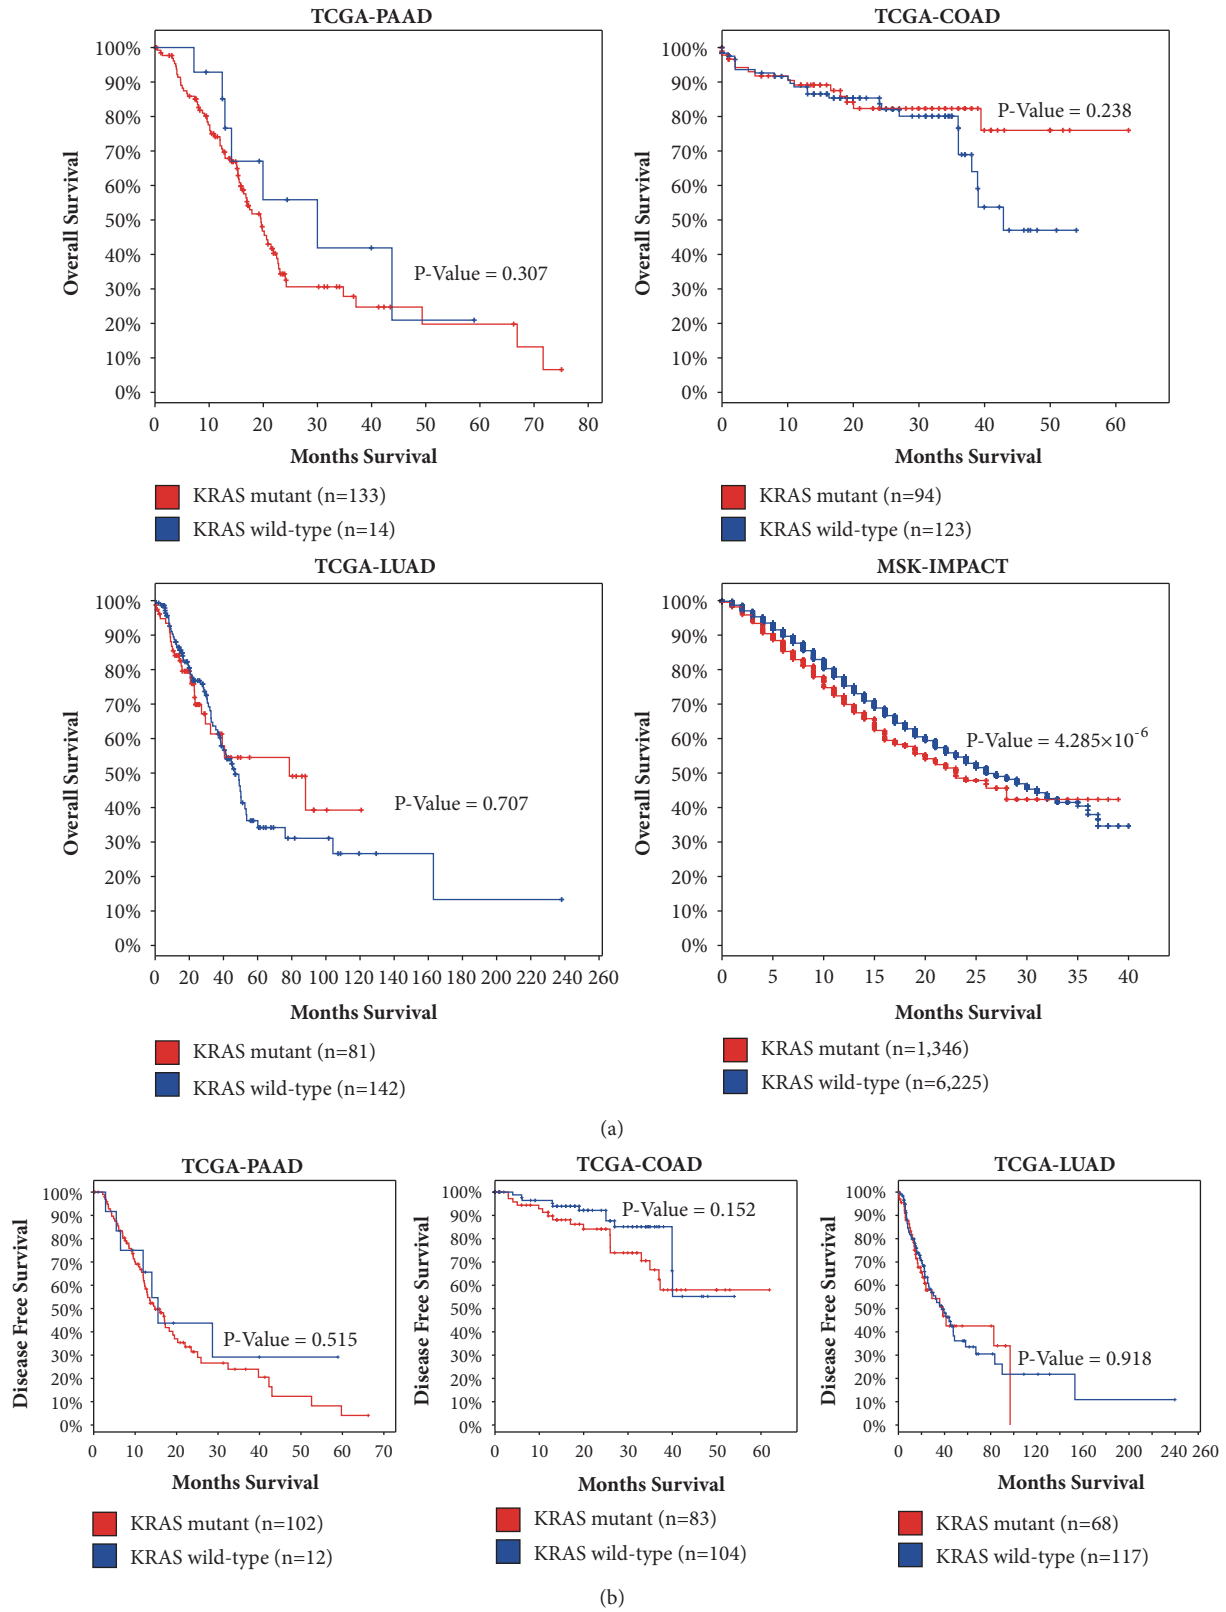 TCGA-PAAD
Overall Survival
100%
90%
80%
70%
60%
50%
40%
30%
20%
10%
0%
P-Value = 0.307
0 10 20 30 40 50 60 70 80
Months Survival
KRAS mutant (n=133)
KRAS wild-type (n=14)
TCGA-COAD
Overall Survival
100%
90%
80%
70%
60%
50%
40%
30%
20%
10%
0%
P-Value = 0.238
0 10 20 30 40 50 60
Months Survival
KRAS mutant (n=94)
KRAS wild-type (n=123)
TCGA-LUAD
Overall Survival
100%
90%
80%
70%
60%
50%
40%
30%
20%
10%
0%
P-Value = 0.707
0 20 40 60 80 100 120 140 160 180 200 220 240 260
Months Survival
KRAS mutant (n=81)
KRAS wild-type (n=142)
MSK-IMPACT
Overall Survival
100%
90%
80%
70%
60%
50%
40%
30%
20%
10%
0%
P-Value = 4.285×10⁻⁶
0 5 10 15 20 25 30 35 40
Months Survival
KRAS mutant (n=1,346)
KRAS wild-type (n=6,225)
(a)
TCGA-PAAD
Disease Free Survival
100%
90%
80%
70%
60%
50%
40%
30%
20%
10%
0%
P-Value = 0.515
0 10 20 30 40 50 60 70
Months Survival
KRAS mutant (n=102)
KRAS wild-type (n=12)
TCGA-COAD
Disease Free Survival
100%
90%
80%
70%
60%
50%
40%
30%
20%
10%
0%
P-Value = 0.152
0 10 20 30 40 50 60
Months Survival
KRAS mutant (n=83)
KRAS wild-type (n=104)
TCGA-LUAD
Disease Free Survival
100%
90%
80%
70%
60%
50%
40%
30%
20%
10%
0%
P-Value = 0.918
0 40 80 120 160 200 240 260
Months Survival
KRAS mutant (n=68)
KRAS wild-type (n=117)
(b)